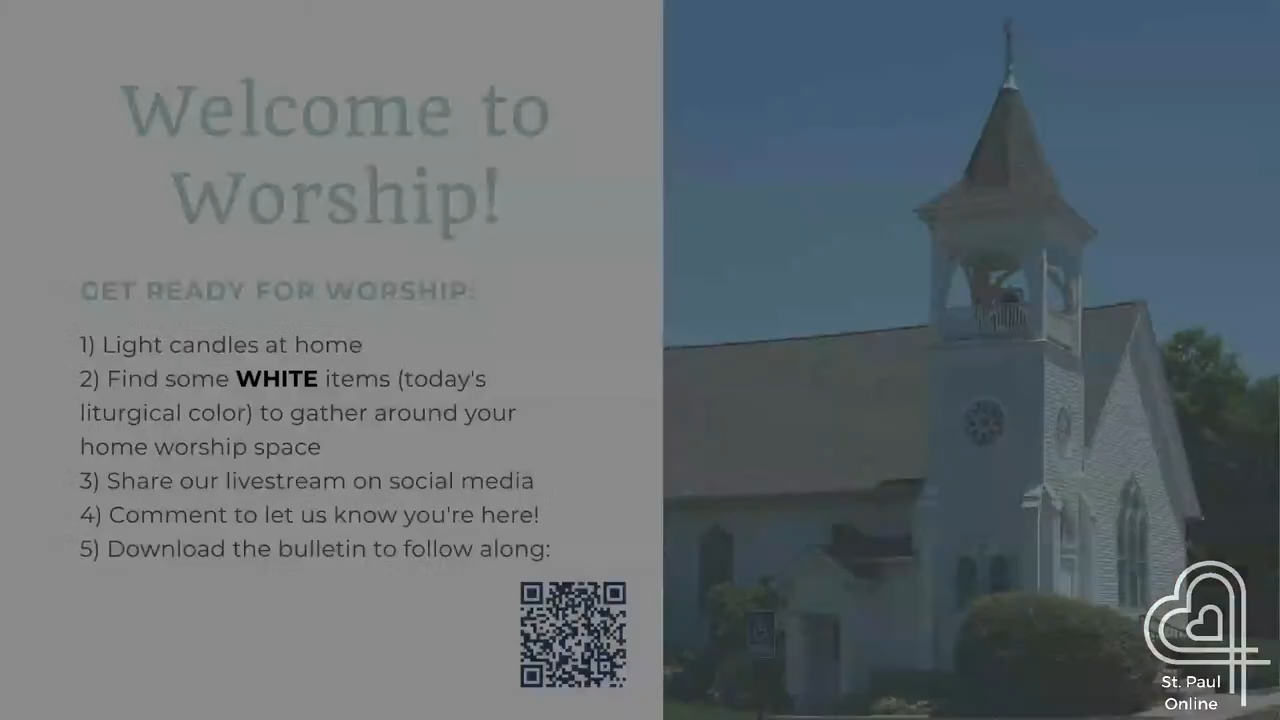 Welcome to
Worship!
GET READY FOR WORSHIP:
1) Light candles at home
2) Find some WHITE items (today's
liturgical color) to gather around your
home worship space
3) Share our livestream on social media
4) Comment to let us know you're here!
5) Download the bulletin to follow along:
St. Paul
Online